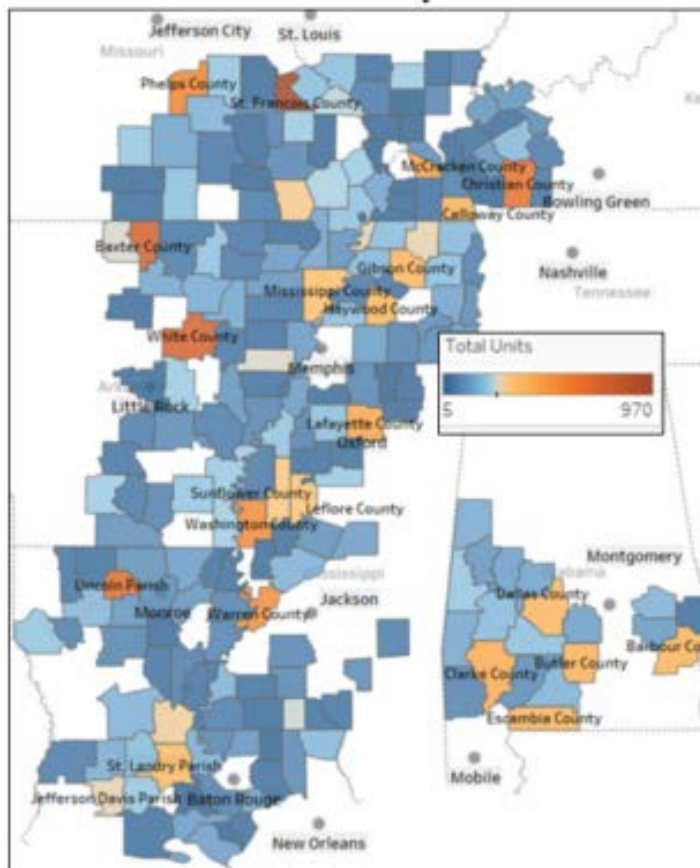 Jefferson City
St. Louis
Missouri
Phelps County
St. Francois County
McCracken County
Christian County
Bowling Green
Calloway County
Baxter County
Gibson County
Nashville
Mississippi County
Tennessee
Haywood County
White County
Total Units
Memphis
5
970
Little Rock
Lafayette County
Oxford
Sunflower County
Leflore County
Washington County
Montgomery
Lincoln Parish
Dallas County
Monroe
Warren County
Jackson
Barbour Co
Butler County
Clarke County
Escambia County
St. Landry Parish
Mobile
Jefferson Davis Parish
Baton Rouge
New Orleans